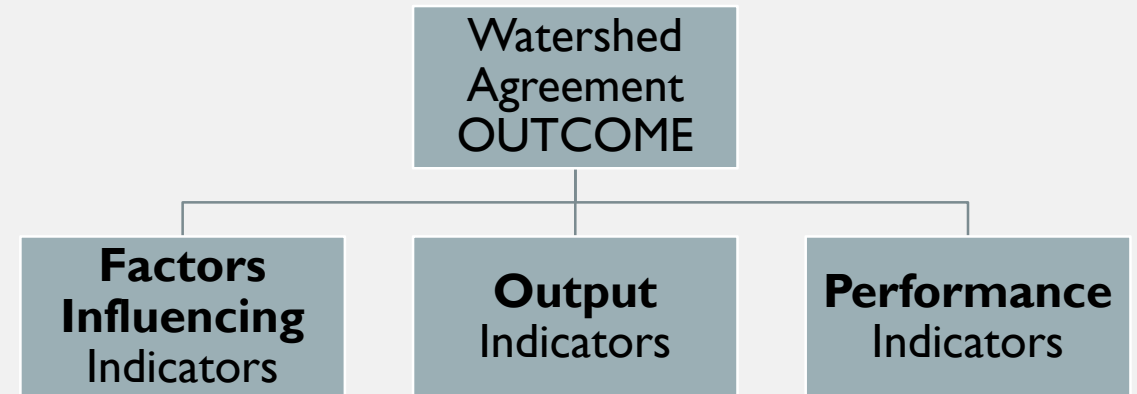 Watershed
Agreement
OUTCOME
Factors
Influencing
Indicators
Output
Indicators
Performance
Indicators